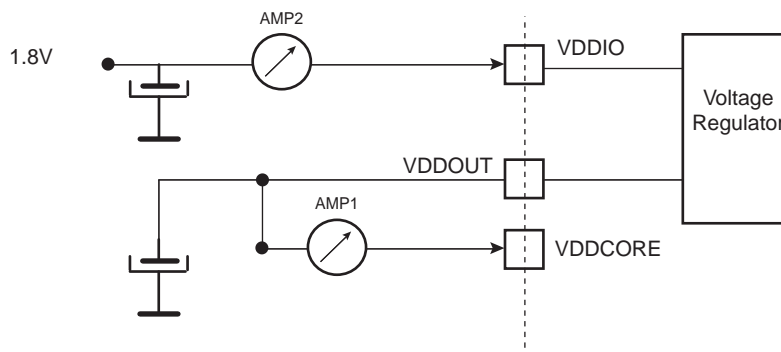 AMP2
1.8V
VDDIO
Voltage
Regulator
VDDOUT
AMP1
VDDCORE